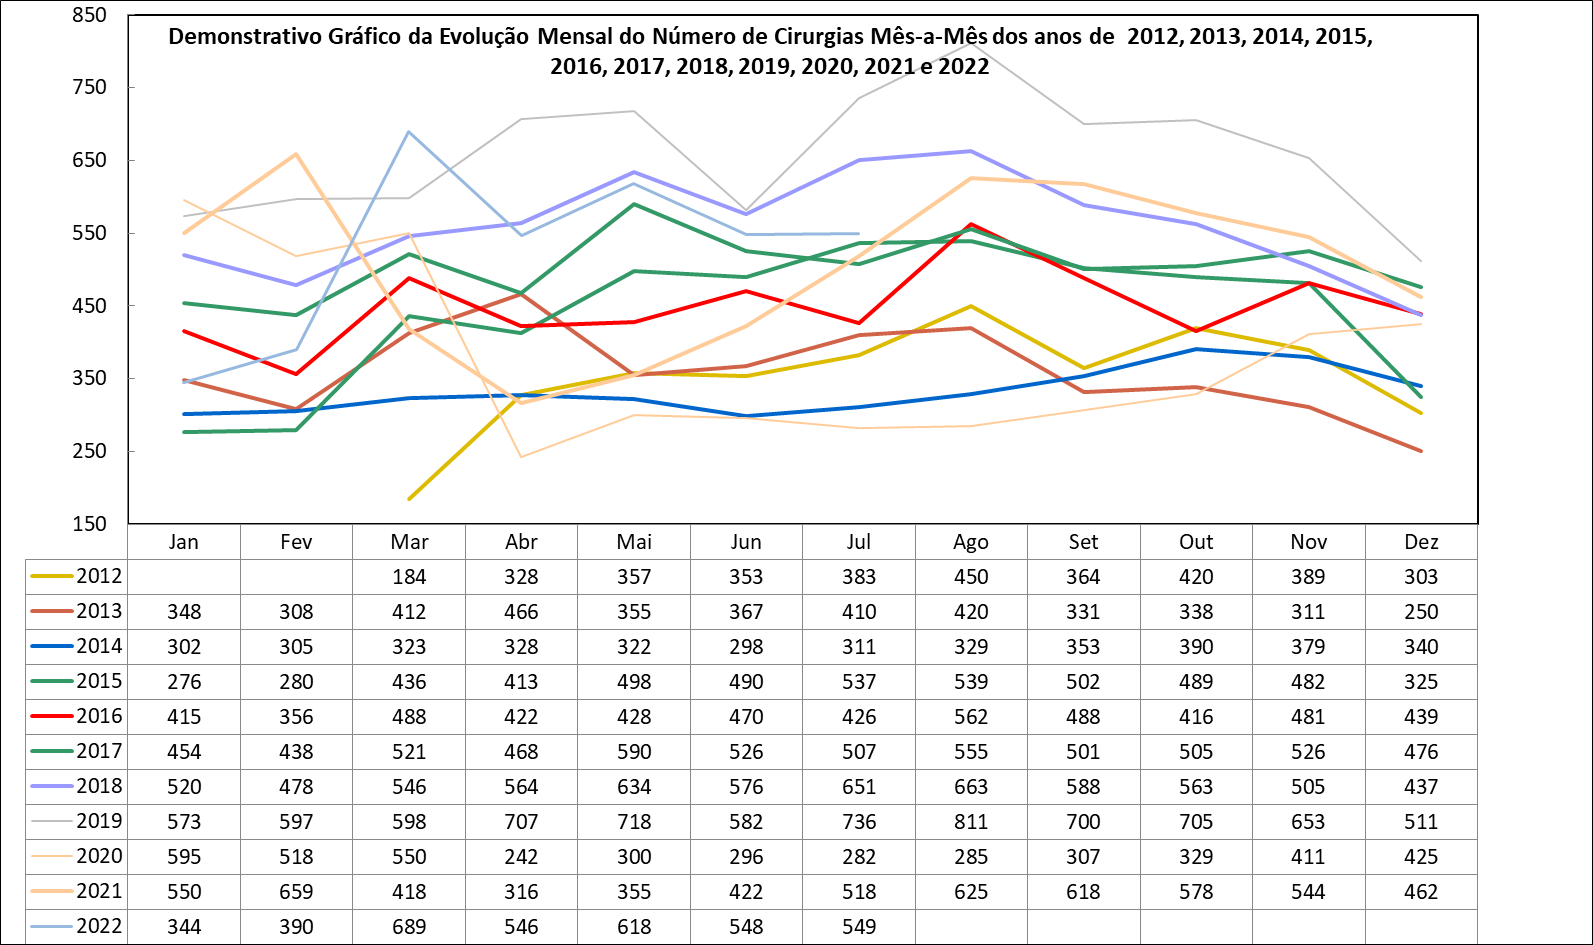 850
Demonstrativo Gráfico da Evolução Mensal do Número de Cirurgias Mês-a-Mês dos anos de 2012, 2013, 2014, 2015,
2016, 2017, 2018, 2019, 2020, 2021 e 2022
750
650
550
450
350
250
150
Jan Fev Mar Abr Mai Jun Jul Ago Set Out Nov Dez
2012 184 328 357 353 383 450 364 420 389 303
2013 348 308 412 466 355 367 410 420 331 338 311 250
2014 302 305 323 328 322 298 311 329 353 390 379 340
2015 276 280 436 413 498 490 537 539 502 489 482 325
2016 415 356 488 422 428 470 426 562 488 416 481 439
2017 454 438 521 468 590 526 507 555 501 505 526 476
2018 520 478 546 564 634 576 651 663 588 563 505 437
2019 573 597 598 707 718 582 736 811 700 705 653 511
2020 595 518 550 242 300 296 282 285 307 329 411 425
2021 550 659 418 316 355 422 518 625 618 578 544 462
2022 344 390 689 546 618 548 549